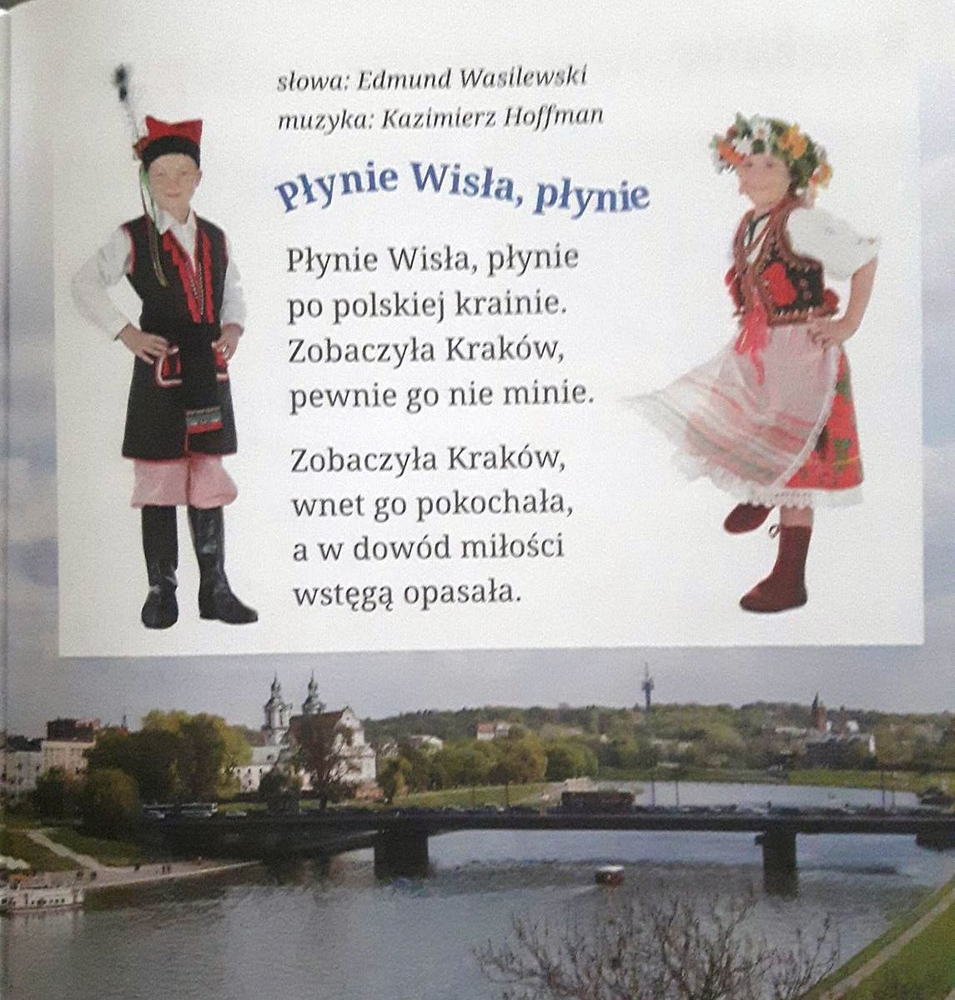 słowa: Edmund Wasilewski
muzyka: Kazimierz Hoffman
Płynie Wisła, płynie
Płynie Wisła, płynie
po polskiej krainie.
Zobaczyła Kraków,
pewnie go nie minie.
Zobaczyła Kraków,
wnet go pokochała,
a w dowód miłości
wstęgą opasała.